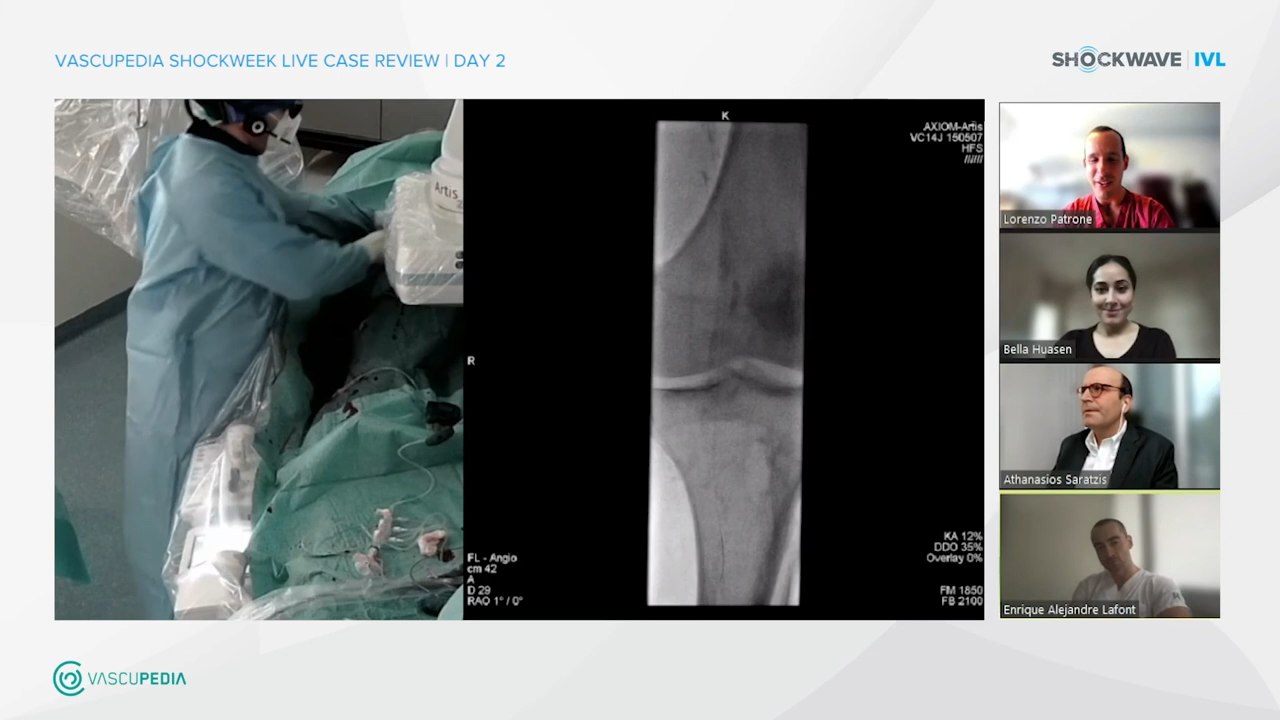 VASCUPEDIA SHOCKWEEK LIVE CASE REVIEW | DAY 2
SHOCKWAVE | IVL
Artis
K
AXIOM-Artis
VC14J 150507
HFS
R
KA 12%
DDO 35%
Overlay 0%
FL - Angio
cm 42
A
D 29
RAO 1° / 0°
FM 1850
FB 2100
Lorenzo Patrone
Bella Huasen
Athanasios Saratzis
Enrique Alejandre Lafont
VASCUPEDIA